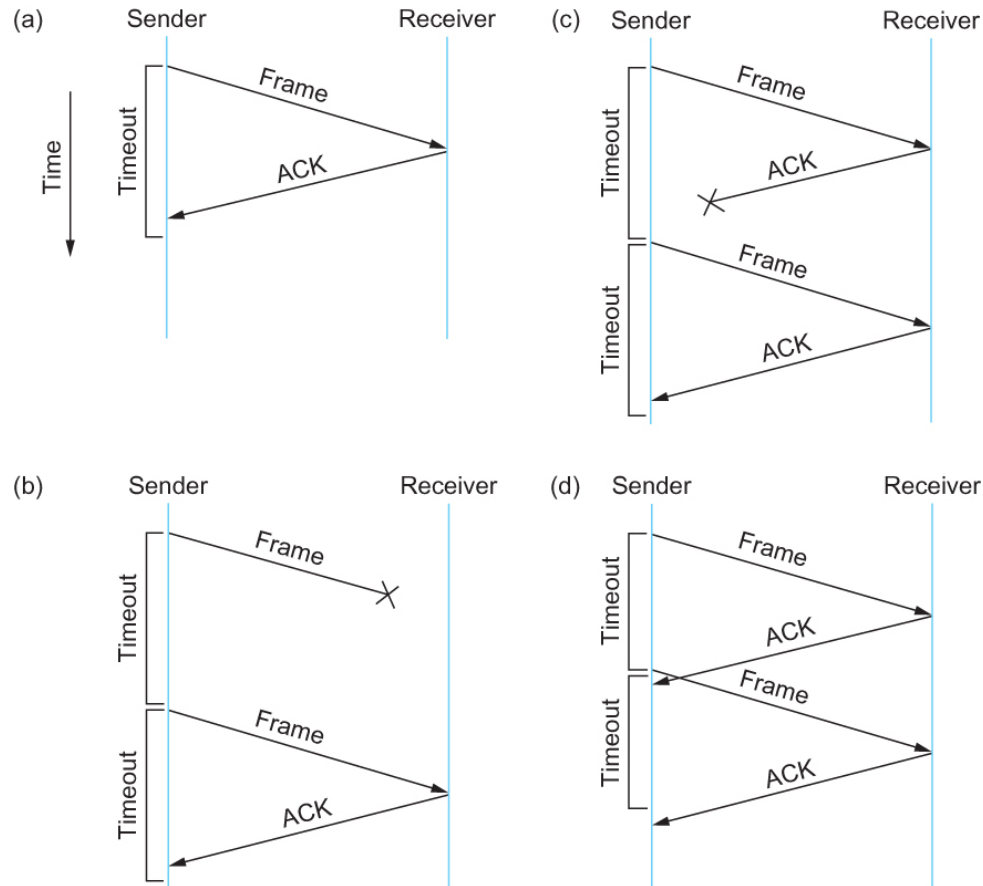 (a)
Sender
Receiver
Time
Timeout
Frame
ACK
(c)
Sender
Receiver
Timeout
Frame
ACK
Timeout
Frame
ACK
(b)
Sender
Receiver
Timeout
Frame
Timeout
Frame
ACK
(d)
Sender
Receiver
Timeout
Frame
ACK
Timeout
Frame
ACK